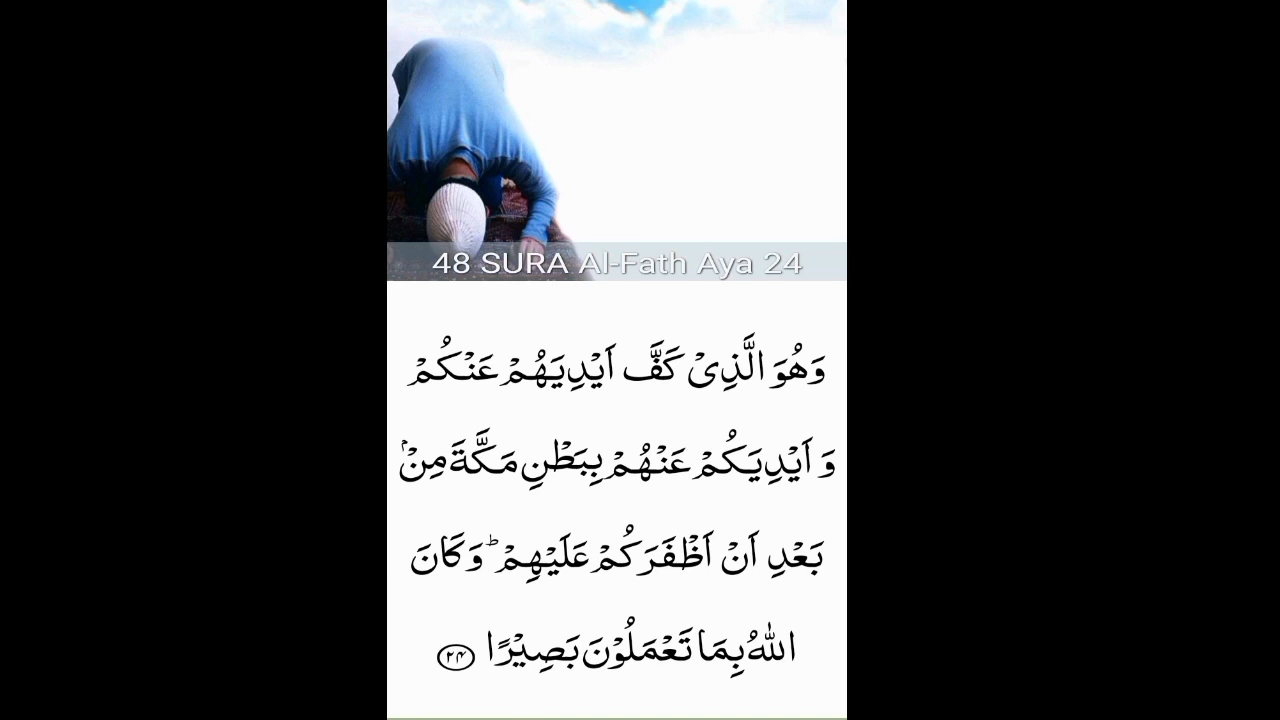 48 SURA Al-Fath Aya 24
وَهُوَ الَّذِىْ كَفَّ اَيْدِيَهُمْ عَنْكُمْ
وَ اَيْدِيَكُمْ عَنْهُمْ بِبَطْنِ مَكَّةَ مِنْۢ
بَعْدِ اَنْ اَظْفَرَكُمْ عَلَيْهِمْ ؕ وَكَانَ
اللّٰهُ بِمَا تَعْمَلُوْنَ بَصِيْرًا ﴿۲۴﴾